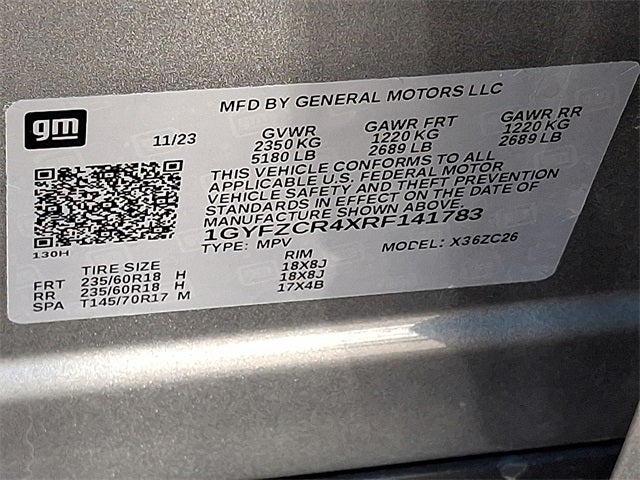 MFD BY GENERAL MOTORS LLC
gm
11/23
GVWR GAWR FRT GAWR RR
2350 KG 1220 KG 1220 KG
5180 LB 2689 LB 2689 LB
THIS VEHICLE CONFORMS TO ALL
APPLICABLE U.S. FEDERAL MOTOR
VEHICLE SAFETY AND THEFT PREVENTION
STANDARDS IN EFFECT ON THE DATE OF
MANUFACTURE SHOWN ABOVE.
1GYFZCR4XRF141783
TYPE: MPV MODEL: X36ZC26
130H
TIRE SIZE RIM
FRT 235/60R18 H 18X8J
RR 235/60R18 H 18X8J
SPA T145/70R17 M 17X4B